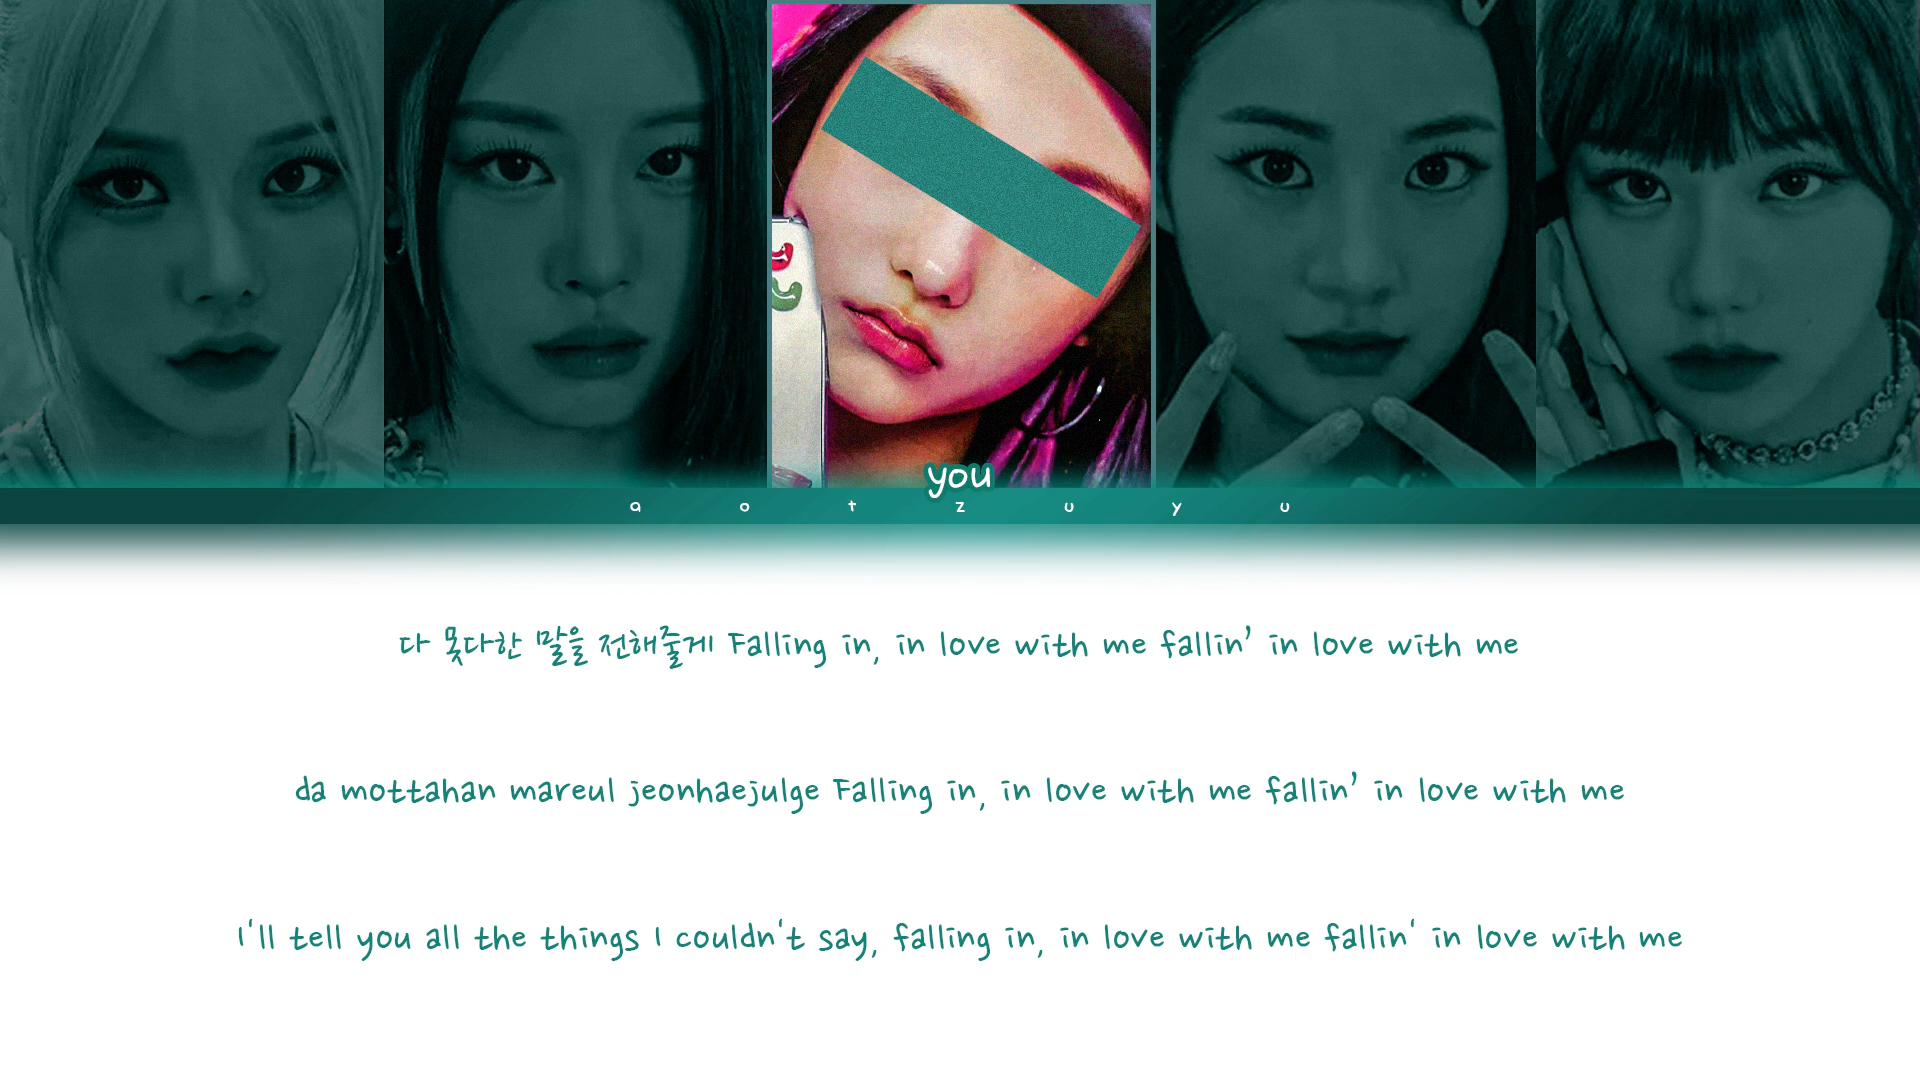 you
a o t z u y u
다 못다한 말을 전해줄게 Falling in, in love with me fallin’ in love with me
da mottahan mareul jeonhaejulge Falling in, in love with me fallin’ in love with me
I'll tell you all the things I couldn't say, falling in, in love with me fallin' in love with me